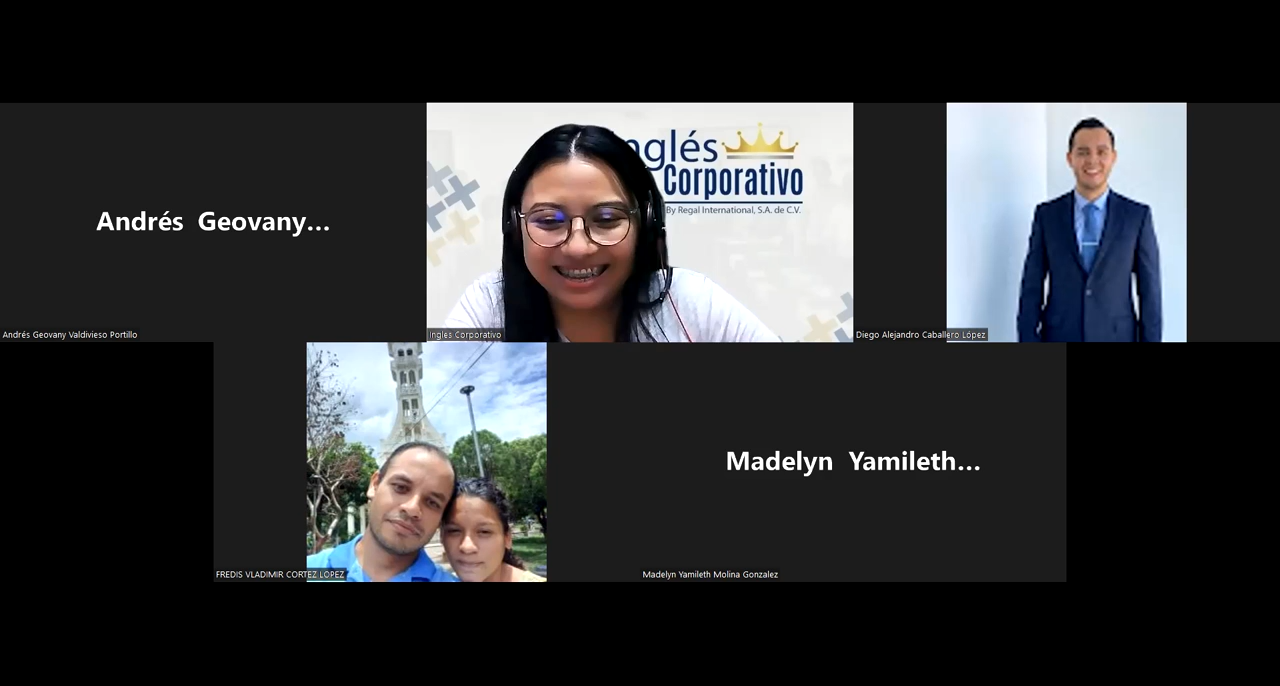 Andrés Geovany...
Andrés Geovany Valdivieso Portillo
Inglés
Corporativo
By Regal International, S.A. de C.V.
Inglés Corporativo
Diego Alejandro Caballero López
FREDIS VLADIMIR CORTEZ LOPEZ
Madelyn Yamileth...
Madelyn Yamileth Molina Gonzalez